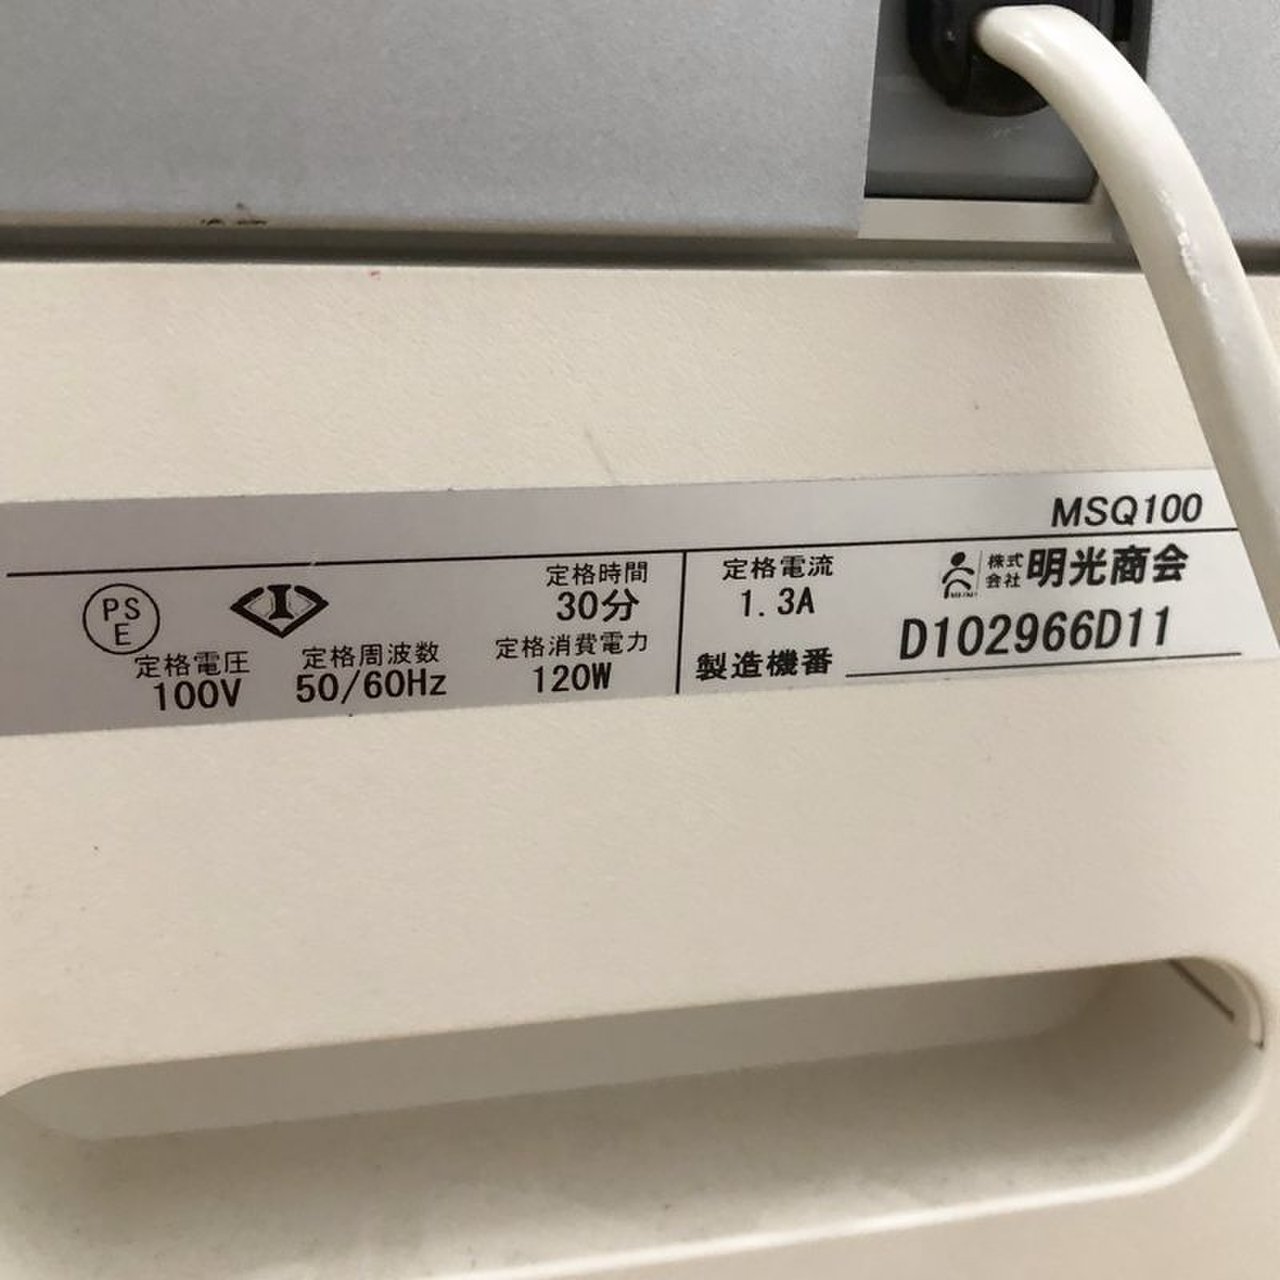 MSQ100
PS
E
定格時間
30分
定格電圧
100V
定格周波数
50/60Hz
定格消費電力
120W
定格電流
1.3A
株式
会社
明光商会
製造機番
D102966D11